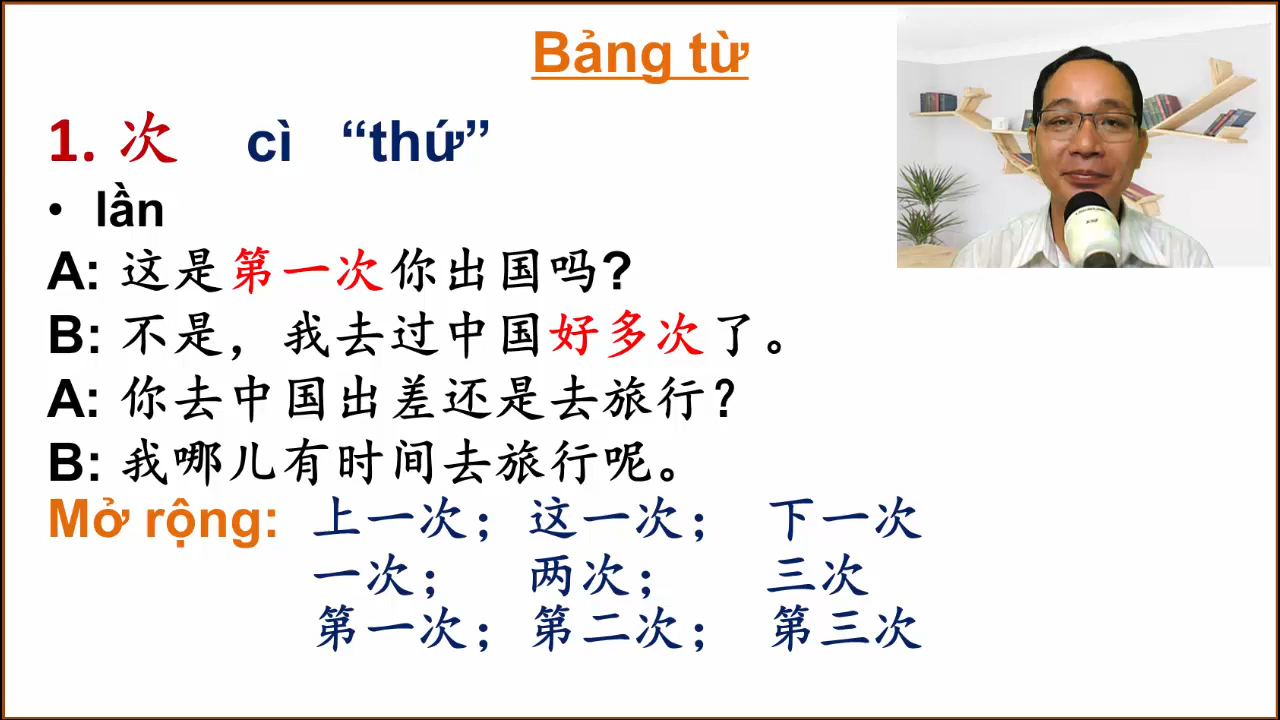 Bảng từ
1. 次 cì “thứ”
• lần
A: 这是第一次你出国吗?
B: 不是，我去过中国好多次了。
A: 你去中国出差还是去旅行？
B: 我哪儿有时间去旅行呢。
Mở rộng: 上一次；这一次； 下一次
一次； 两次； 三次
第一次；第二次； 第三次